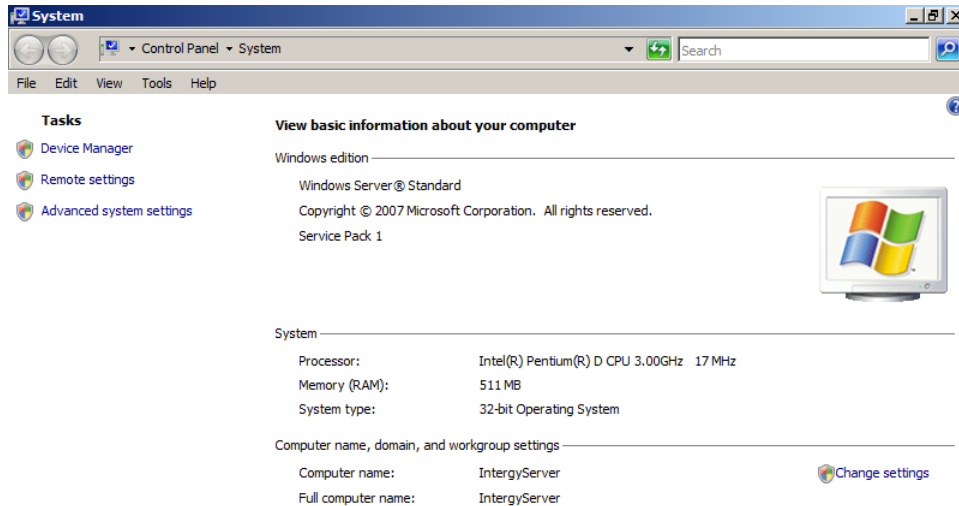 System
Control Panel System
Search
File Edit View Tools Help
Tasks
Device Manager
Remote settings
Advanced system settings
View basic information about your computer
Windows edition
Windows Server® Standard
Copyright © 2007 Microsoft Corporation. All rights reserved.
Service Pack 1
System
Processor: Intel(R) Pentium(R) D CPU 3.00GHz 17 MHz
Memory (RAM): 511 MB
System type: 32-bit Operating System
Computer name, domain, and workgroup settings
Computer name: IntergyServer Change settings
Full computer name: IntergyServer